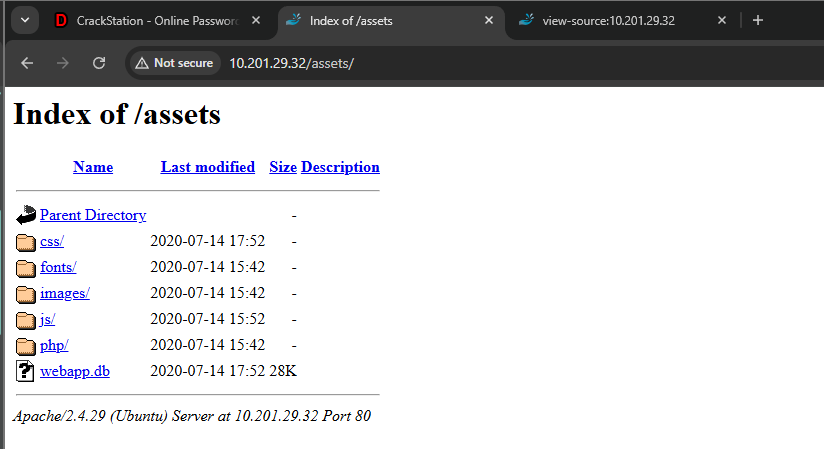 CrackStation - Online Password
Index of /assets
view-source:10.201.29.32
Not secure
10.201.29.32/assets/
Index of /assets
Name Last modified Size Description
Parent Directory -
css/ 2020-07-14 17:52 -
fonts/ 2020-07-14 15:42 -
images/ 2020-07-14 15:42 -
js/ 2020-07-14 15:52 -
php/ 2020-07-14 15:42 -
webapp.db 2020-07-14 17:52 28K
Apache/2.4.29 (Ubuntu) Server at 10.201.29.32 Port 80